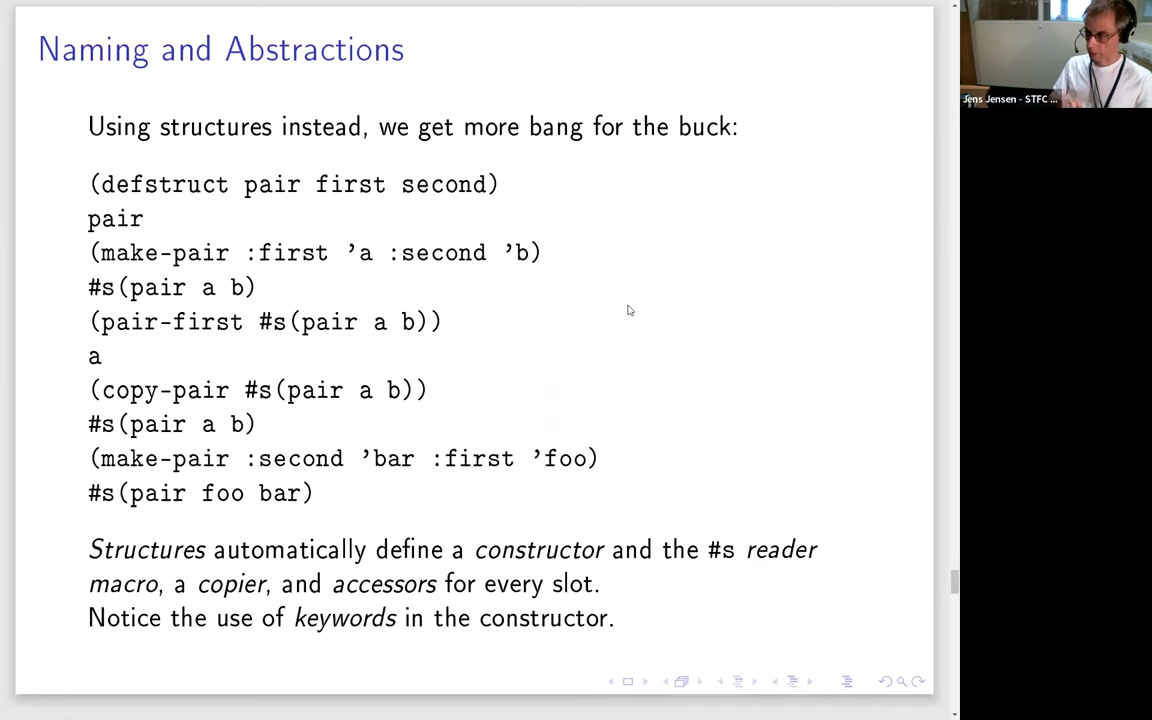 Naming and Abstractions
Using structures instead, we get more bang for the buck:
(defstruct pair first second)
pair
(make-pair :first ’a :second ’b)
#s(pair a b)
(pair-first #s(pair a b))
a
(copy-pair #s(pair a b))
#s(pair a b)
(make-pair :second ’bar :first ’foo)
#s(pair foo bar)
Structures automatically define a constructor and the #s reader
macro, a copier, and accessors for every slot.
Notice the use of keywords in the constructor.
Jens Jensen - STFC ...